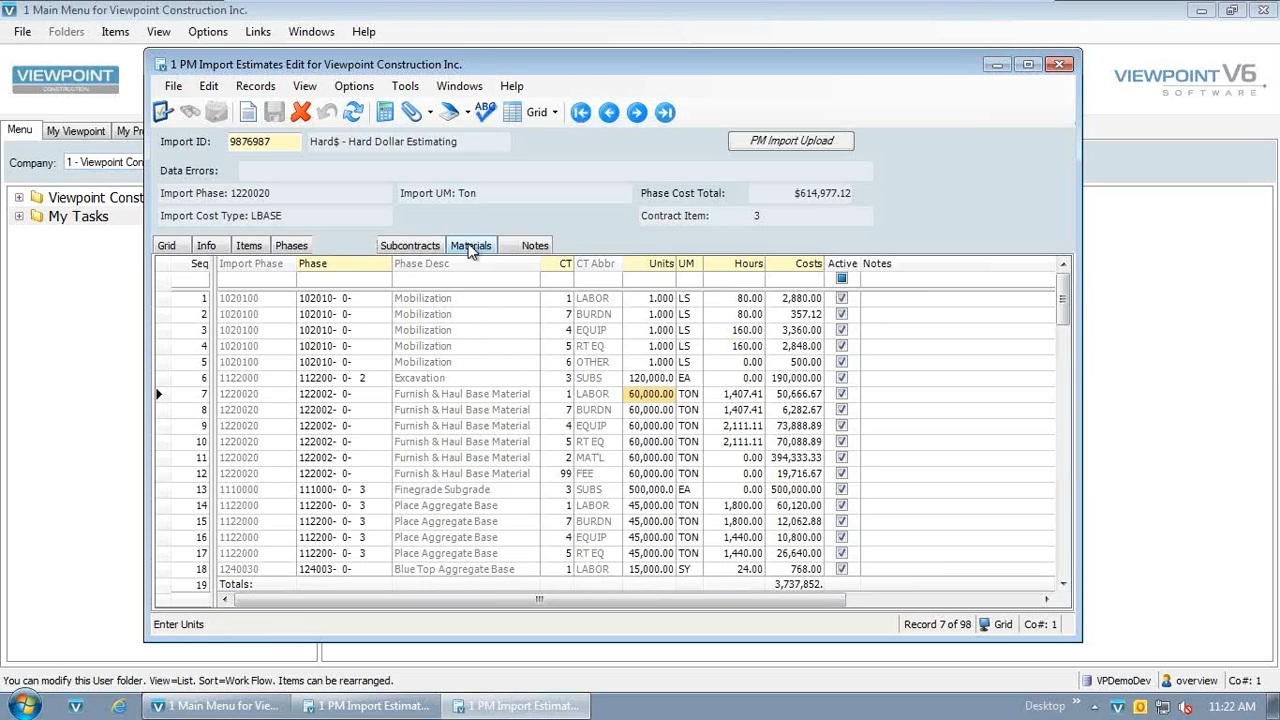 1 Main Menu for Viewpoint Construction Inc.
File Folders Items View Options Links Windows Help
VIEWPOINT CONSTRUCTION
VIEWPOINT V6 SOFTWARE
Menu My Viewpoint My Pr
Company: 1 - Viewpoint Con
Viewpoint Const
My Tasks
1 PM Import Estimates Edit for Viewpoint Construction Inc.
File Edit Records View Options Tools Windows Help
ABC Grid
Import ID: 9876987 Hard$ - Hard Dollar Estimating PM Import Upload
Data Errors:
Import Phase: 1220020 Import UM: Ton Phase Cost Total: $614,977.12
Import Cost Type: LBASE Contract Item: 3
Grid Info Items Phases Subcontracts Materials Notes
Seq Import Phase Phase Phase Desc CT CT Abbr Units UM Hours Costs Active Notes
1 1020100 102010- 0- Mobilization 1 LABOR 1.000 LS 80.00 2,880.00
2 1020100 102010- 0- Mobilization 7 BURDN 1.000 LS 80.00 357.12
3 1020100 102010- 0- Mobilization 4 EQUIP 1.000 LS 160.00 3,360.00
4 1020100 102010- 0- Mobilization 5 RT EQ 1.000 LS 160.00 2,848.00
5 1020100 102010- 0- Mobilization 6 OTHER 1.000 LS 0.00 500.00
6 1122000 112200- 0- 2 Excavation 3 SUBS 120,000.0 EA 0.00 190,000.00
7 1220020 122002- 0- Furnish & Haul Base Material 1 LABOR 60,000.00 TON 1,407.41 50,666.67
8 1220020 122002- 0- Furnish & Haul Base Material 7 BURDN 60,000.00 TON 1,407.41 6,282.67
9 1220020 122002- 0- Furnish & Haul Base Material 4 EQUIP 60,000.00 TON 2,111.11 73,888.89
10 1220020 122002- 0- Furnish & Haul Base Material 5 RT EQ 60,000.00 TON 2,111.11 70,088.89
11 1220020 122002- 0- Furnish & Haul Base Material 2 MAT'L 60,000.00 TON 0.00 394,333.33
12 1220020 122002- 0- Furnish & Haul Base Material 99 FEE 60,000.00 TON 0.00 19,716.67
13 1110000 111000- 0- 3 Finegrade Subgrade 3 SUBS 500,000.0 EA 0.00 500,000.00
14 1122000 112200- 0- 3 Place Aggregate Base 1 LABOR 45,000.00 TON 1,800.00 60,120.00
15 1122000 112200- 0- 3 Place Aggregate Base 7 BURDN 45,000.00 TON 1,800.00 12,062.88
16 1122000 112200- 0- 3 Place Aggregate Base 4 EQUIP 45,000.00 TON 1,440.00 10,800.00
17 1122000 112200- 0- 3 Place Aggregate Base 5 RT EQ 45,000.00 TON 1,440.00 26,640.00
18 1240030 124003- 0- Blue Top Aggregate Base 1 LABOR 15,000.00 SY 24.00 768.00
19 Totals: 3,737,852.
Enter Units Record 7 of 98 Grid Co#: 1
You can modify this User folder. View=List. Sort=Work Flow. Items can be rearranged. VPDemoDev overview Co#: 1
1 Main Menu for Vie... 1 PM Import Estimat... 1 PM Import Estimat... Desktop 11:22 AM